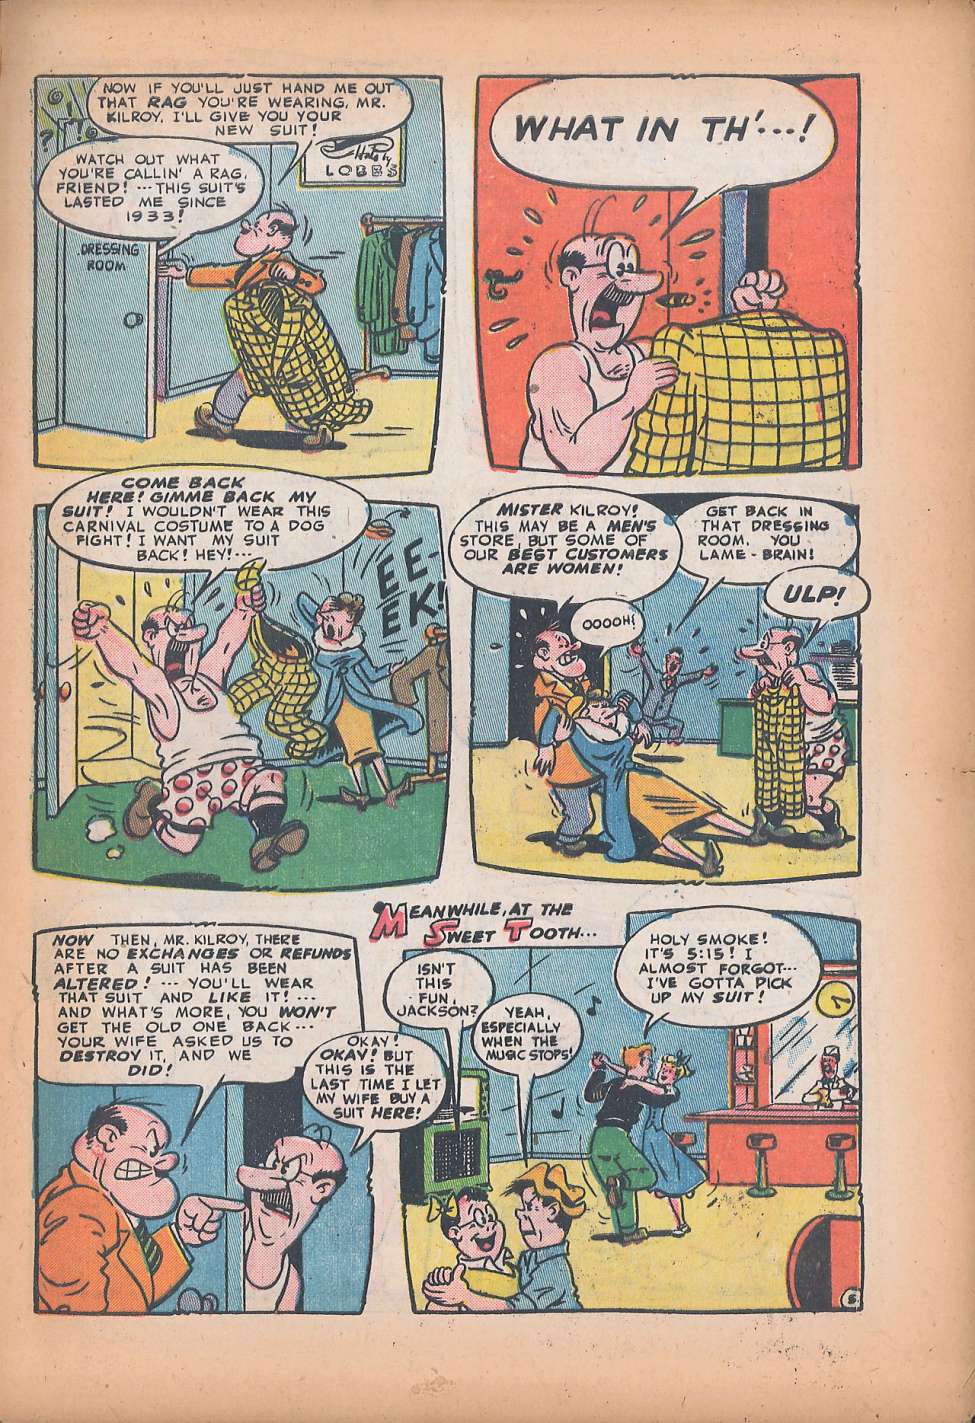 NOW IF YOU'LL JUST HAND ME OUT
THAT RAG YOU'RE WEARING, MR.
KILROY, I'LL GIVE YOU YOUR
NEW SUIT!
WATCH OUT WHAT
YOU'RE CALLIN' A RAG,
FRIEND! --- THIS SUIT'S
LASTED ME SINCE
1933!
Hats by
LOBBS
DRESSING
ROOM
WHAT IN TH'---!
COME BACK
HERE! GIMME BACK MY
SUIT! I WOULDN'T WEAR THIS
CARNIVAL COSTUME TO A DOG
FIGHT! I WANT MY SUIT
BACK! HEY!---
EE-
EEK!
MISTER KILROY!
THIS MAY BE A MEN'S
STORE, BUT SOME OF
OUR BEST CUSTOMERS
ARE WOMEN!
GET BACK IN
THAT DRESSING
ROOM, YOU
LAME-BRAIN!
OOOOH!
ULP!
NOW THEN, MR. KILROY, THERE
ARE NO EXCHANGES OR REFUNDS
AFTER A SUIT HAS BEEN
ALTERED! --- YOU'LL WEAR
THAT SUIT AND LIKE IT! ---
AND WHAT'S MORE, YOU WON'T
GET THE OLD ONE BACK---
YOUR WIFE ASKED US TO
DESTROY IT, AND WE
DID!
OKAY!
OKAY! BUT
THIS IS THE
LAST TIME I LET
MY WIFE BUY A
SUIT HERE!
MEANWHILE, AT THE
SWEET TOOTH...
ISN'T
THIS
FUN,
JACKSON?
YEAH,
ESPECIALLY
WHEN THE
MUSIC STOPS!
HOLY SMOKE!
IT'S 5:15! I
ALMOST FORGOT---
I'VE GOTTA PICK
UP MY SUIT!